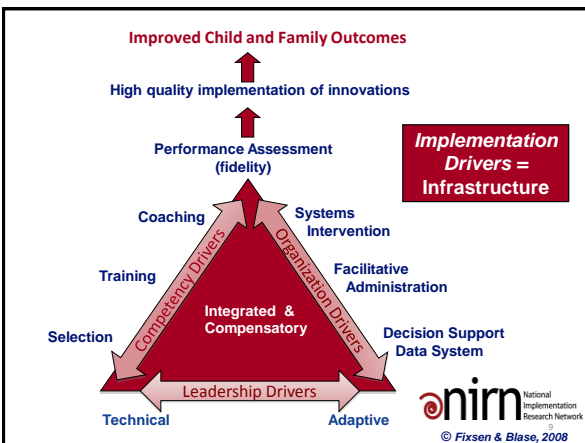 Improved Child and Family Outcomes
High quality implementation of innovations
Performance Assessment
(fidelity)
Implementation
Drivers =
Infrastructure
Coaching
Systems
Intervention
Training
Facilitative
Administration
Selection
Decision Support
Data System
Competency Drivers
Organization Drivers
Integrated &
Compensatory
Leadership Drivers
Technical
Adaptive
nirn
National
Implementation
Research Network
9
© Fixsen & Blase, 2008